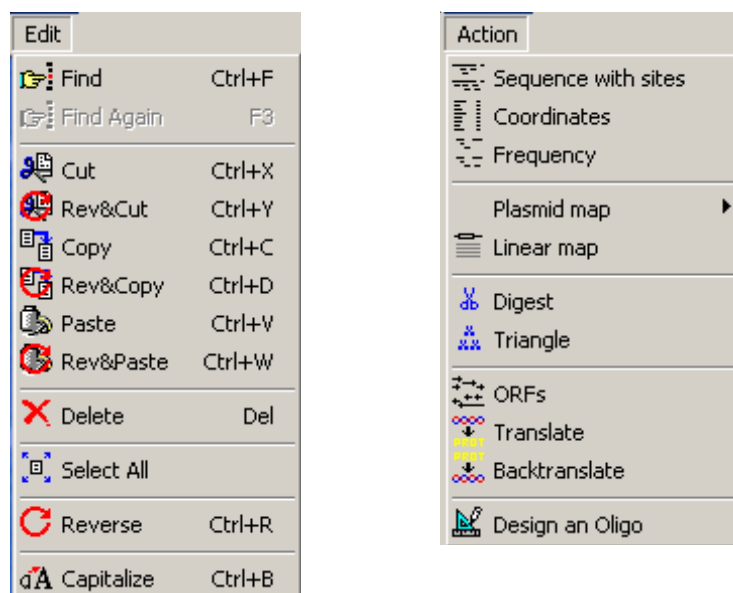 Edit
Find Ctrl+F
Find Again F3
Cut Ctrl+X
Rev&Cut Ctrl+Y
Copy Ctrl+C
Rev&Copy Ctrl+D
Paste Ctrl+V
Rev&Paste Ctrl+W
Delete Del
Select All
Reverse Ctrl+R
Capitalize Ctrl+B
Action
Sequence with sites
Coordinates
Frequency
Plasmid map
Linear map
Digest
Triangle
ORFs
Translate
PROT
Backtranslate
PROT
Design an Oligo